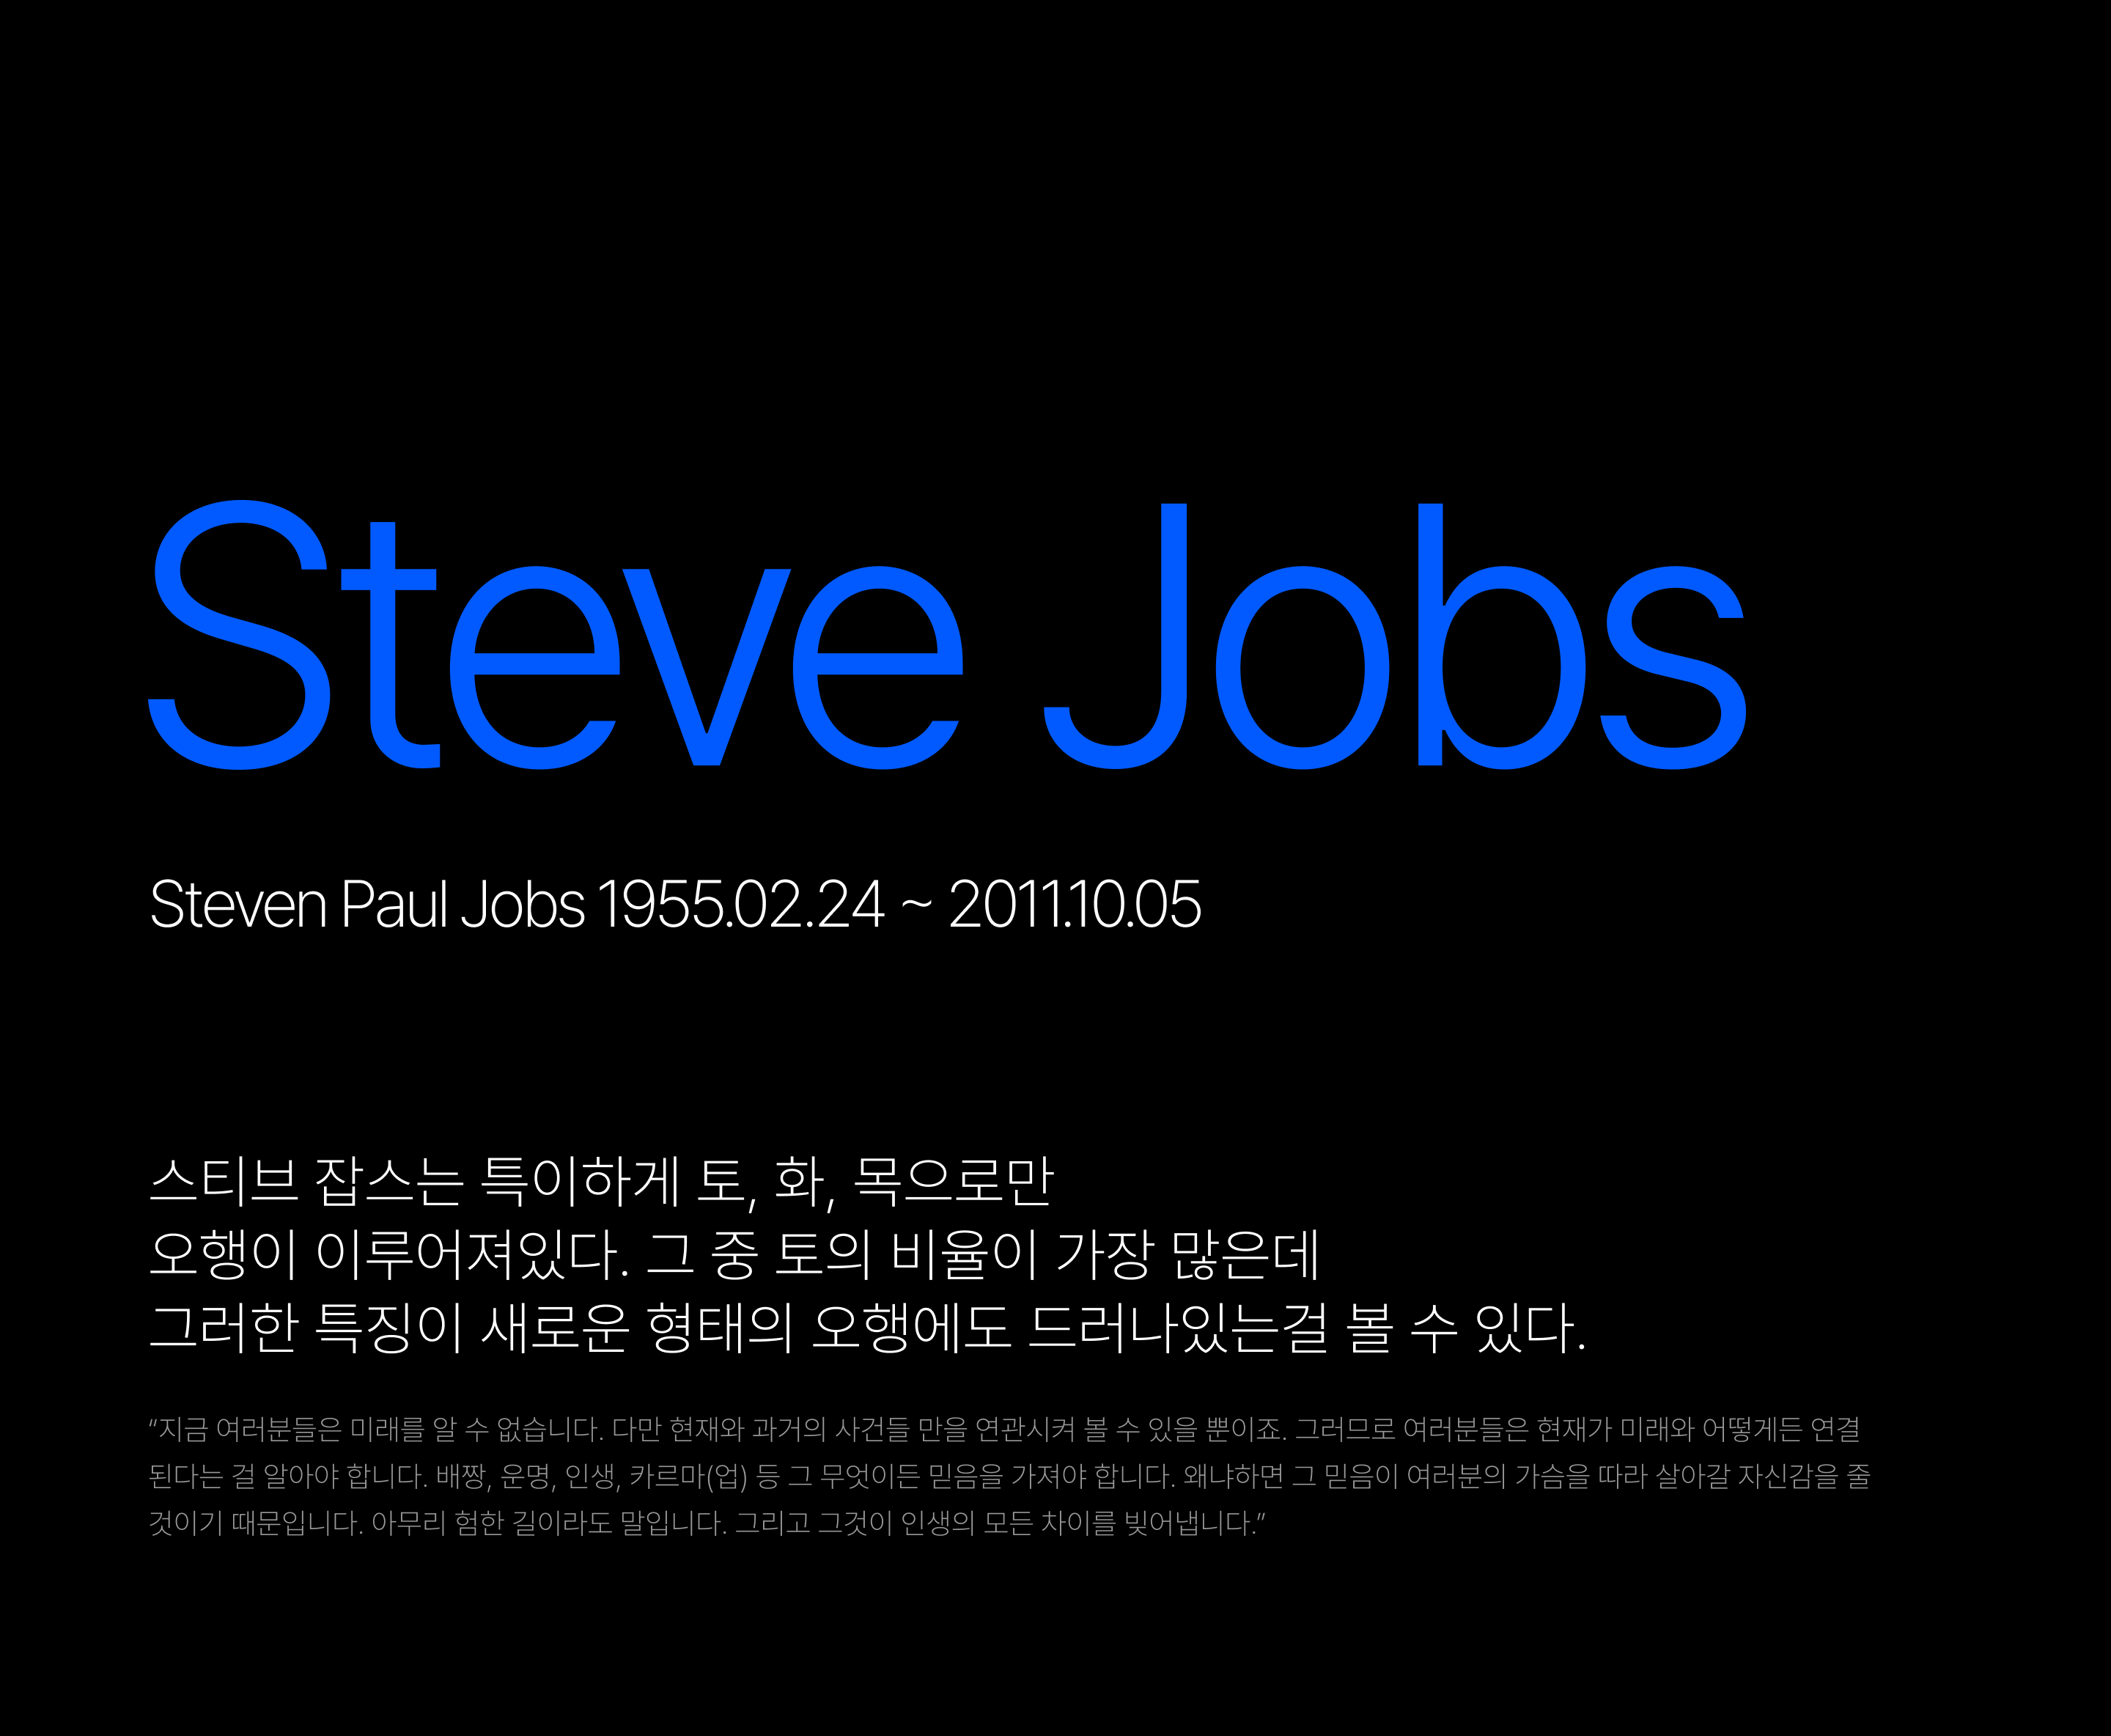 Steve Jobs
Steven Paul Jobs 1955.02.24 ~ 2011.10.05
스티브 잡스는 특이하게 토, 화, 목으로만
오행이 이루어져있다. 그 중 토의 비율이 가장 많은데
그러한 특징이 새로운 형태의 오행에도 드러나있는걸 볼 수 있다.
“지금 여러분들은 미래를 알 수 없습니다. 다만 현재와 과거의 사거들 만을 연관시켜 볼 수 있을 뿐이죠. 그러므로 여러분들은 현재가 미래와 어떻게든 연결
된다는 걸 알아야 합니다. 배짱, 운명, 인생, 카르마(업) 등 그 무엇이든 믿음을 가져야 합니다. 왜냐하면 그 믿음이 여러분의 가슴을 따라 살아갈 자신감을 줄
것이기 때문입니다. 아무리 험한 길이라도 말입니다. 그리고 그것이 인생의 모든 차이를 빚어냅니다.”